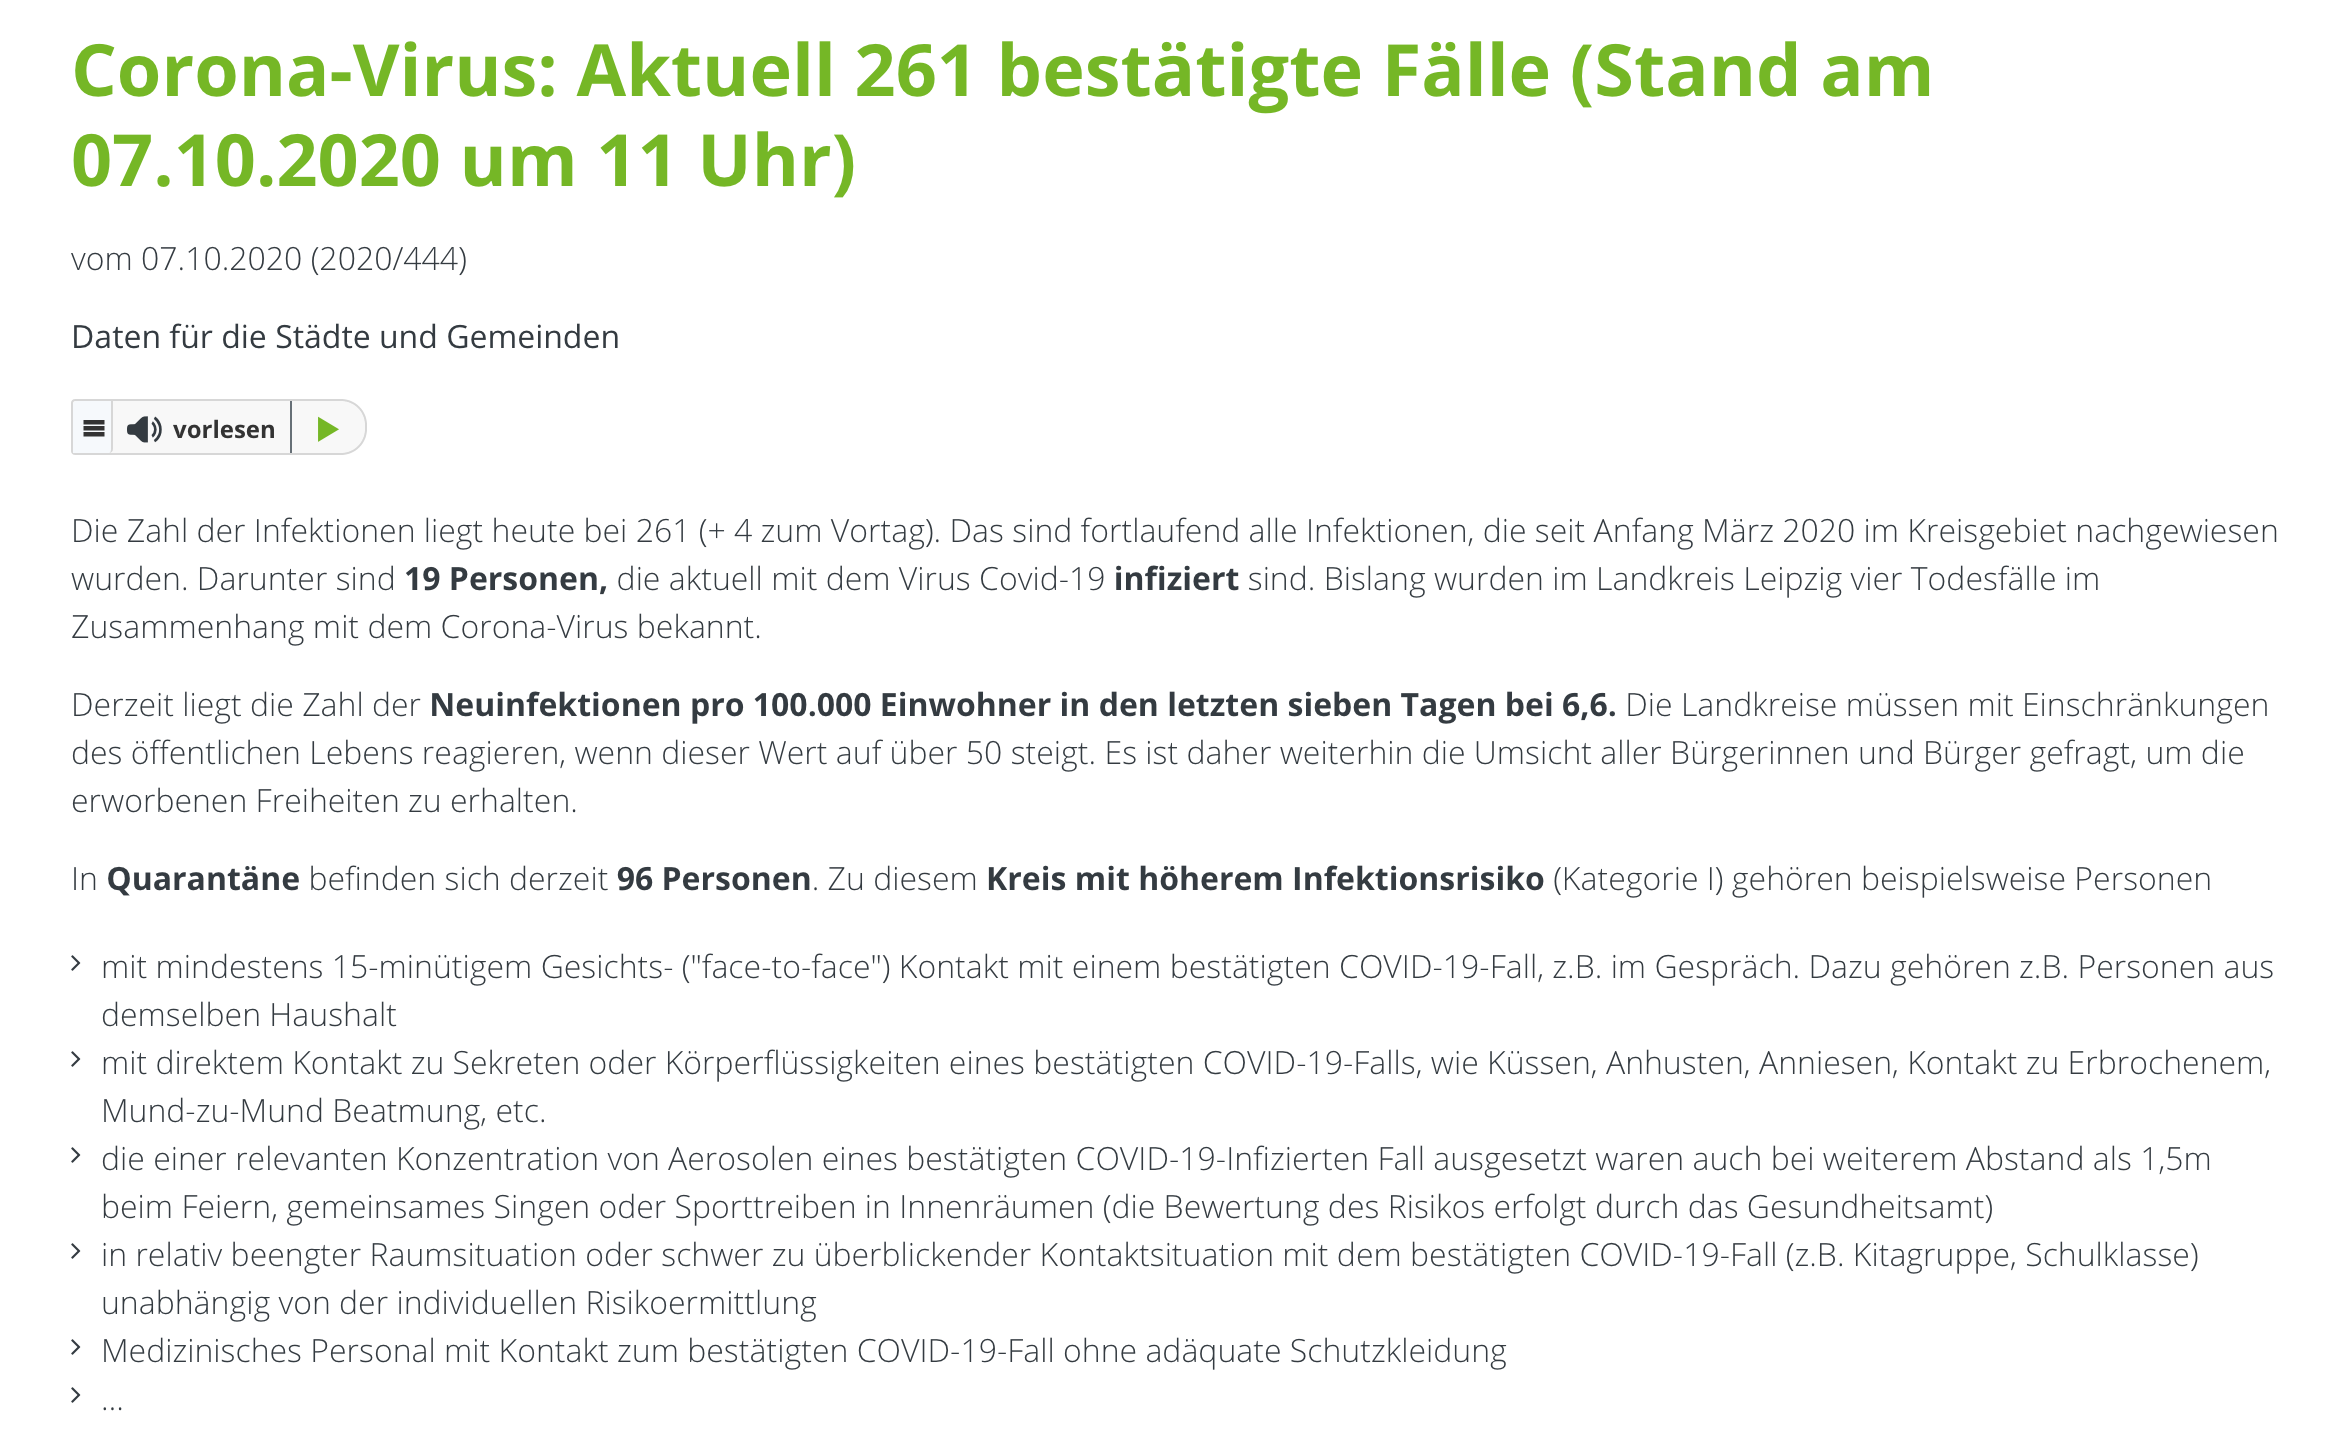 Corona-Virus: Aktuell 261 bestätigte Fälle (Stand am
07.10.2020 um 11 Uhr)
vom 07.10.2020 (2020/444)
Daten für die Städte und Gemeinden
vorlesen
Die Zahl der Infektionen liegt heute bei 261 (+ 4 zum Vortag). Das sind fortlaufend alle Infektionen, die seit Anfang März 2020 im Kreisgebiet nachgewiesen
wurden. Darunter sind 19 Personen, die aktuell mit dem Virus Covid-19 infiziert sind. Bislang wurden im Landkreis Leipzig vier Todesfälle im
Zusammenhang mit dem Corona-Virus bekannt.
Derzeit liegt die Zahl der Neuinfektionen pro 100.000 Einwohner in den letzten sieben Tagen bei 6,6. Die Landkreise müssen mit Einschränkungen
des öffentlichen Lebens reagieren, wenn dieser Wert auf über 50 steigt. Es ist daher weiterhin die Umsicht aller Bürgerinnen und Bürger gefragt, um die
erworbenen Freiheiten zu erhalten.
In Quarantäne befinden sich derzeit 96 Personen. Zu diesem Kreis mit höherem Infektionsrisiko (Kategorie I) gehören beispielsweise Personen
mit mindestens 15-minütigem Gesichts- ("face-to-face") Kontakt mit einem bestätigten COVID-19-Fall, z.B. im Gespräch. Dazu gehören z.B. Personen aus
demselben Haushalt
mit direktem Kontakt zu Sekreten oder Körperflüssigkeiten eines bestätigten COVID-19-Falls, wie Küssen, Anhusten, Anniesen, Kontakt zu Erbrochenem,
Mund-zu-Mund Beatmung, etc.
die einer relevanten Konzentration von Aerosolen eines bestätigten COVID-19-Infizierten Fall ausgesetzt waren auch bei weiterem Abstand als 1,5m
beim Feiern, gemeinsames Singen oder Sporttreiben in Innenräumen (die Bewertung des Risikos erfolgt durch das Gesundheitsamt)
in relativ beengter Raumsituation oder schwer zu überblickender Kontaktsituation mit dem bestätigten COVID-19-Fall (z.B. Kitagruppe, Schulklasse)
unabhängig von der individuellen Risikoermittlung
Medizinisches Personal mit Kontakt zum bestätigten COVID-19-Fall ohne adäquate Schutzkleidung
...